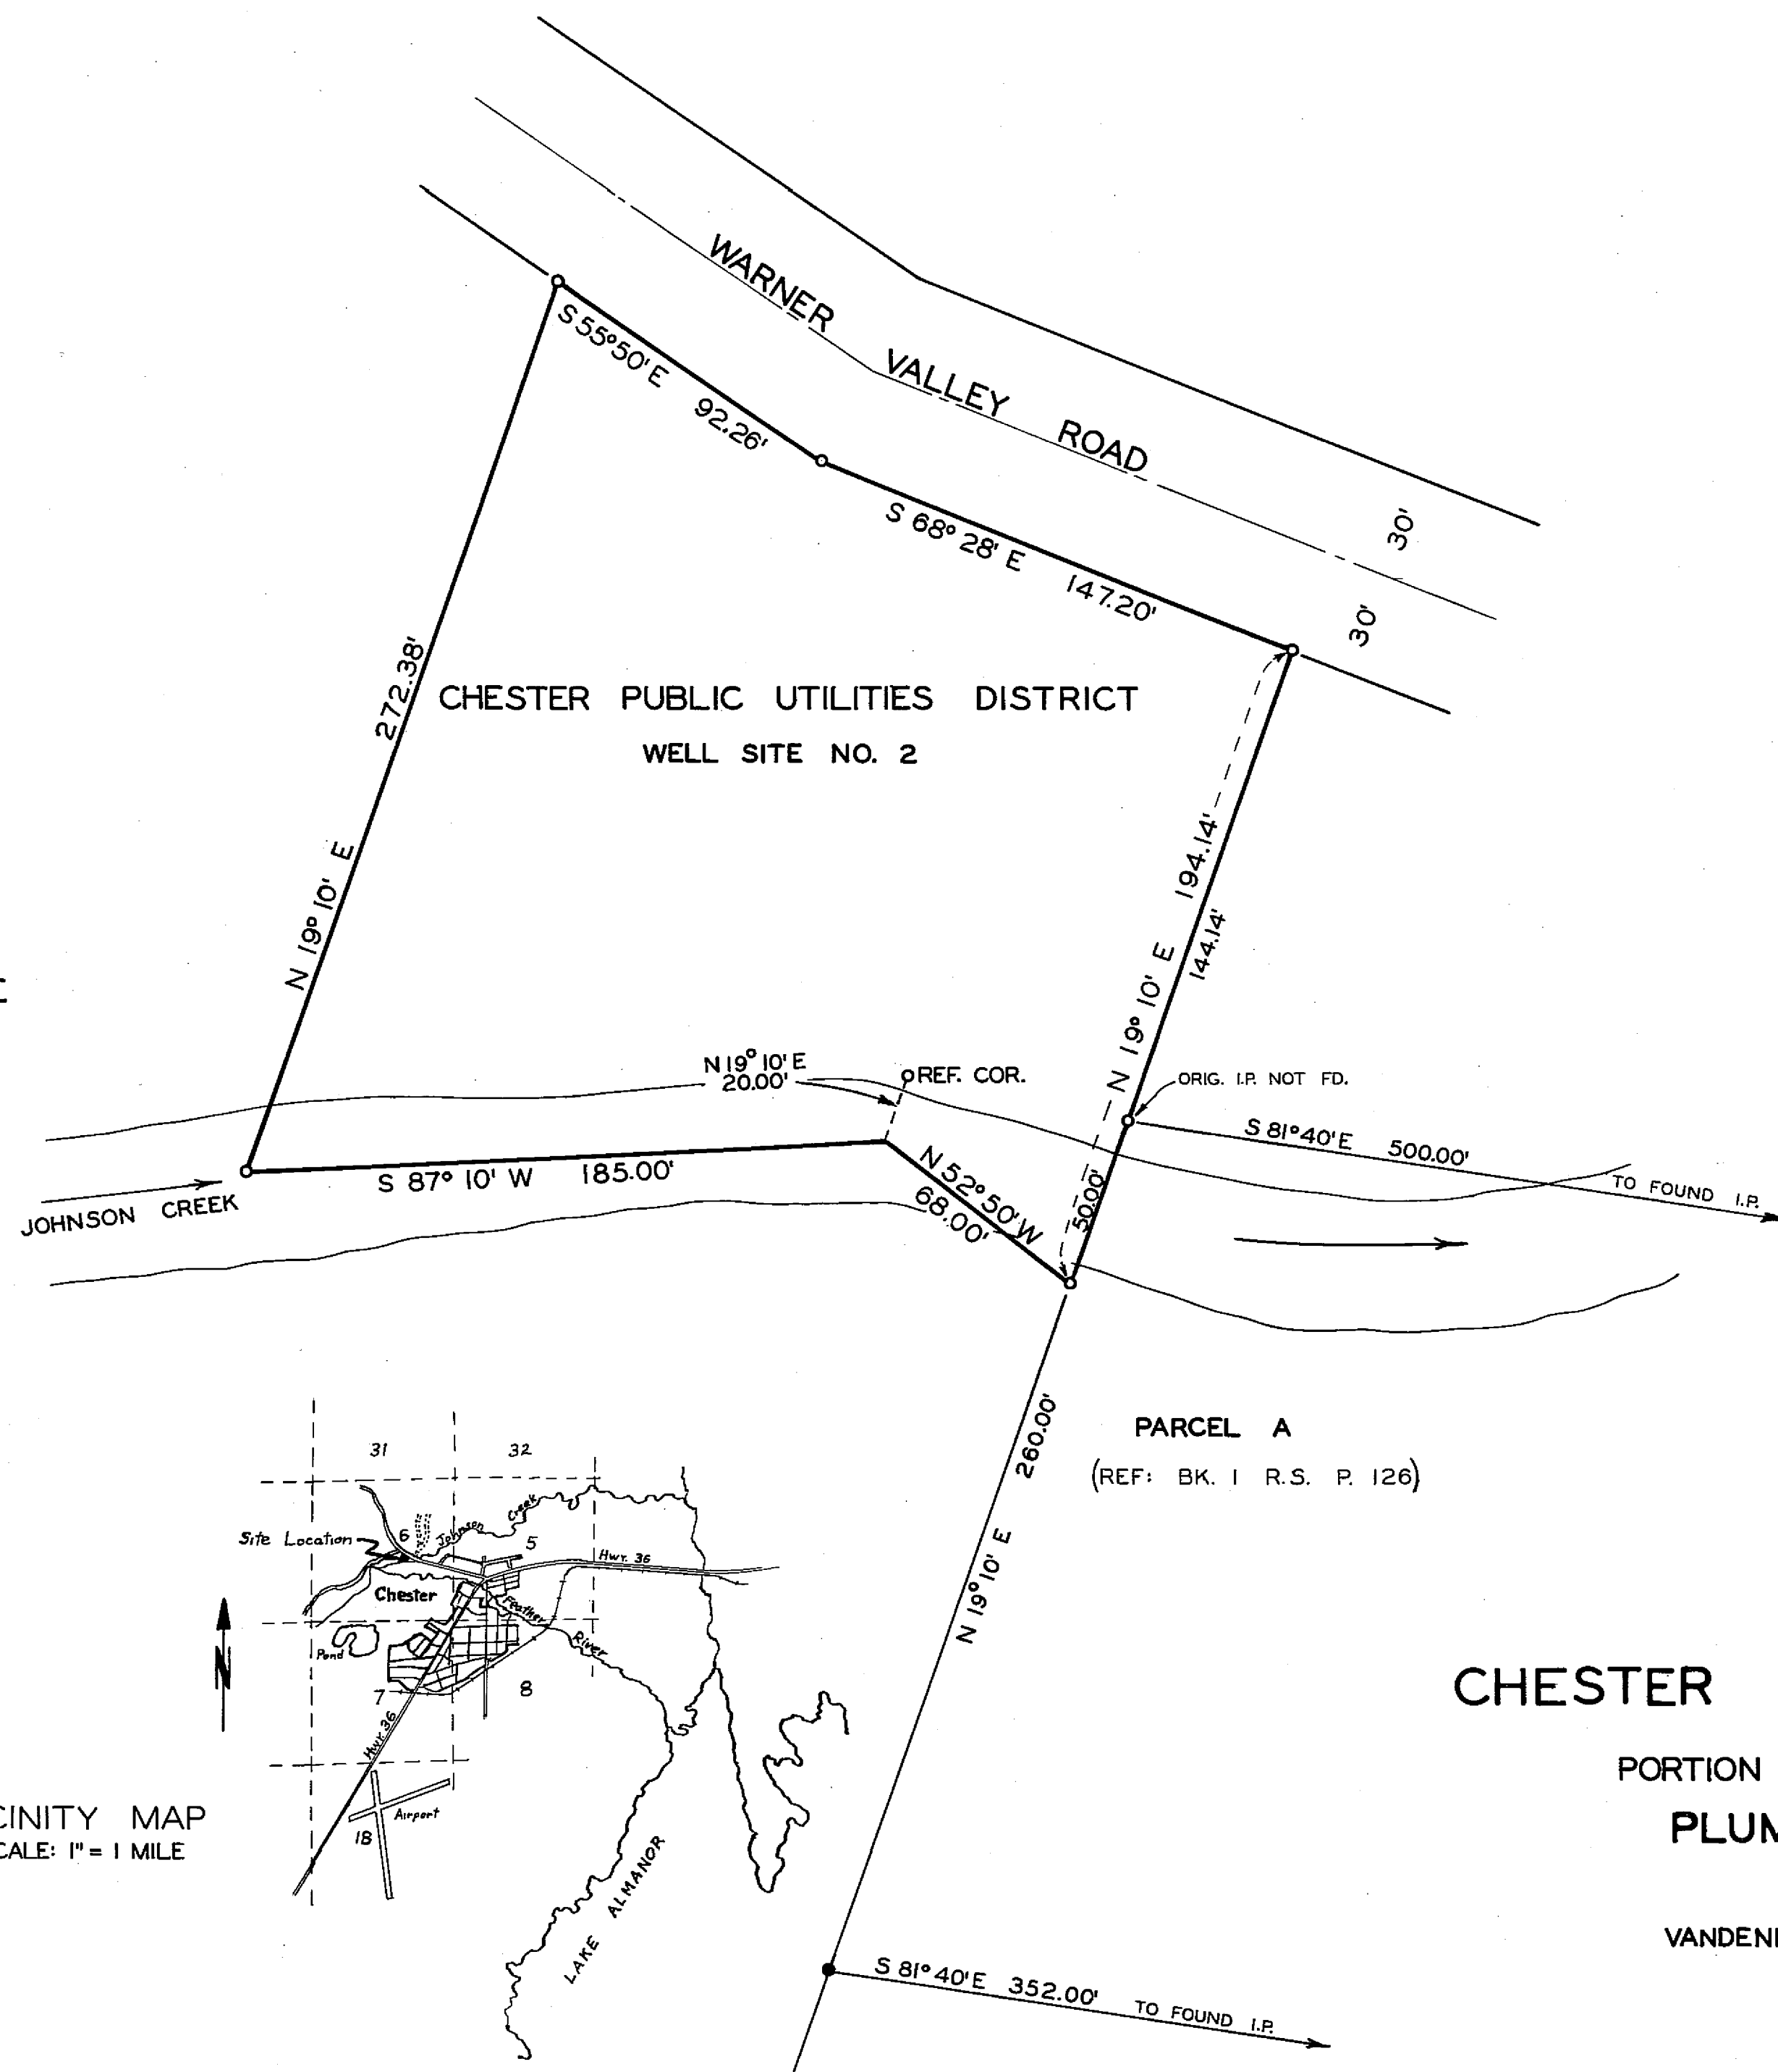 WARNER VALLEY ROAD
S 55°50' E 92.26'
S 68° 28' E 147.20'
30'
30'
272.38'
N 19° 10' E
CHESTER PUBLIC UTILITIES DISTRICT
WELL SITE NO. 2
194.14'
N 19° 10' E
144.14'
N 19° 10' E
20.00'
REF. COR.
ORIG. I.P. NOT FD.
S 81°40'E 500.00'
TO FOUND I.P.
S 87° 10' W 185.00'
N 52°50' W
68.00'
50.00'
JOHNSON CREEK
260.00'
N 19° 10' E
PARCEL A
(REF: BK. 1 R.S. P. 126)
31
32
Site Location
6
Johnson Creek
5
Hwy. 36
Chester
Feather River
Pond
7
8
Hwy. 36
N
Airport
18
LAKE ALMANOR
CINITY MAP
CALE: 1" = 1 MILE
CHESTER
PORTION
PLUM
VANDEN
S 81° 40' E 352.00' TO FOUND I.P.